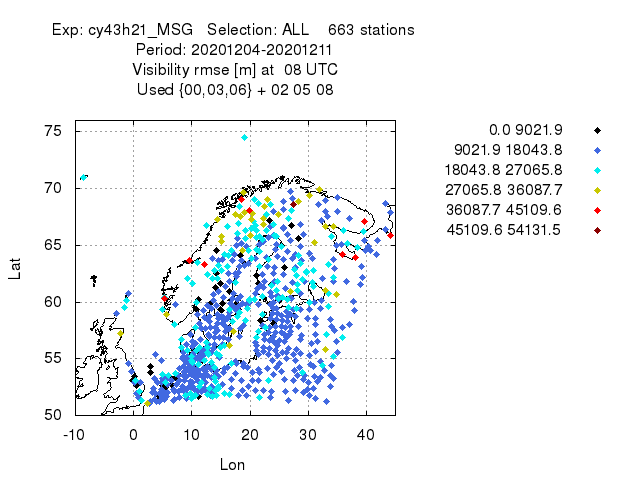 Exp: cy43h21_MSG   Selection: ALL    663 stations
Period: 20201204-20201211
Visibility rmse [m] at  08 UTC
Used {00,03,06} + 02 05 08
0.0 9021.9
9021.9 18043.8
18043.8 27065.8
27065.8 36087.7
36087.7 45109.6
45109.6 54131.5
75
70
65
60
55
50
Lat
-10 0 10 20 30 40
Lon